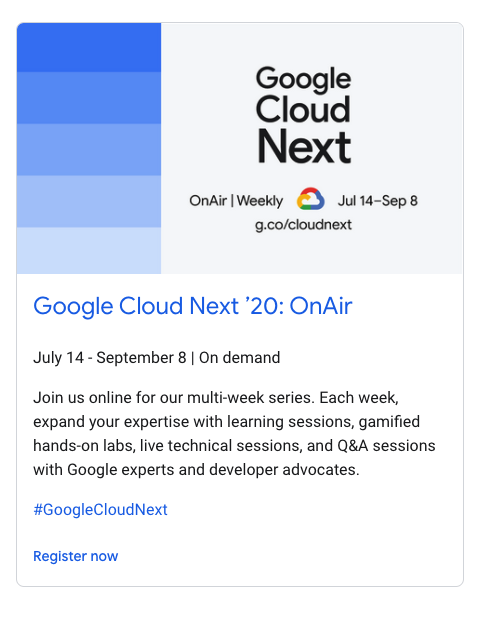 Google
Cloud
Next
OnAir | Weekly Jul 14–Sep 8
g.co/cloudnext
Google Cloud Next ’20: OnAir
July 14 - September 8 | On demand
Join us online for our multi-week series. Each week,
expand your expertise with learning sessions, gamified
hands-on labs, live technical sessions, and Q&A sessions
with Google experts and developer advocates.
#GoogleCloudNext
Register now